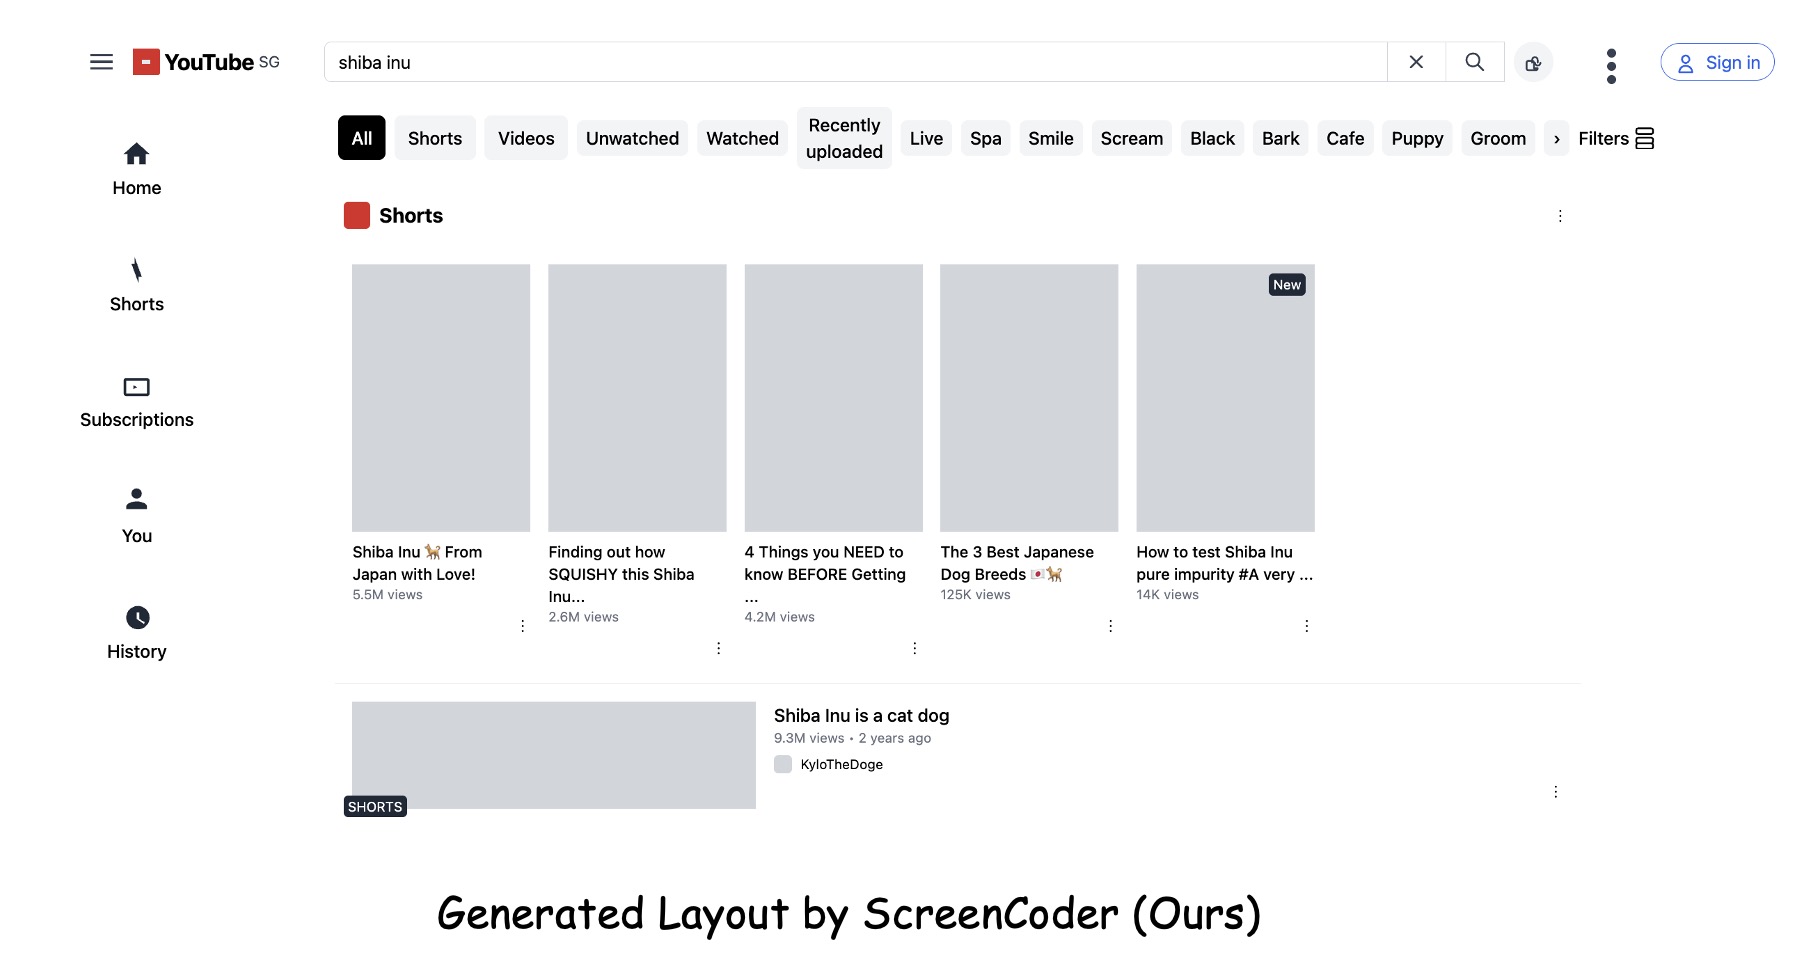 YouTube SG
shiba inu
Sign in
All
Shorts
Videos
Unwatched
Watched
Recently
uploaded
Live
Spa
Smile
Scream
Black
Bark
Cafe
Puppy
Groom
›
Filters
Home
Shorts
Subscriptions
You
History
Shorts
New
Shiba Inu 🐕 From
Japan with Love!
5.5M views
Finding out how
SQUISHY this Shiba
Inu...
2.6M views
4 Things you NEED to
know BEFORE Getting
...
4.2M views
The 3 Best Japanese
Dog Breeds 🇯🇵🐕
125K views
How to test Shiba Inu
pure impurity #A very ...
14K views
SHORTS
Shiba Inu is a cat dog
9.3M views • 2 years ago
KyloTheDoge
Generated Layout by ScreenCoder (Ours)